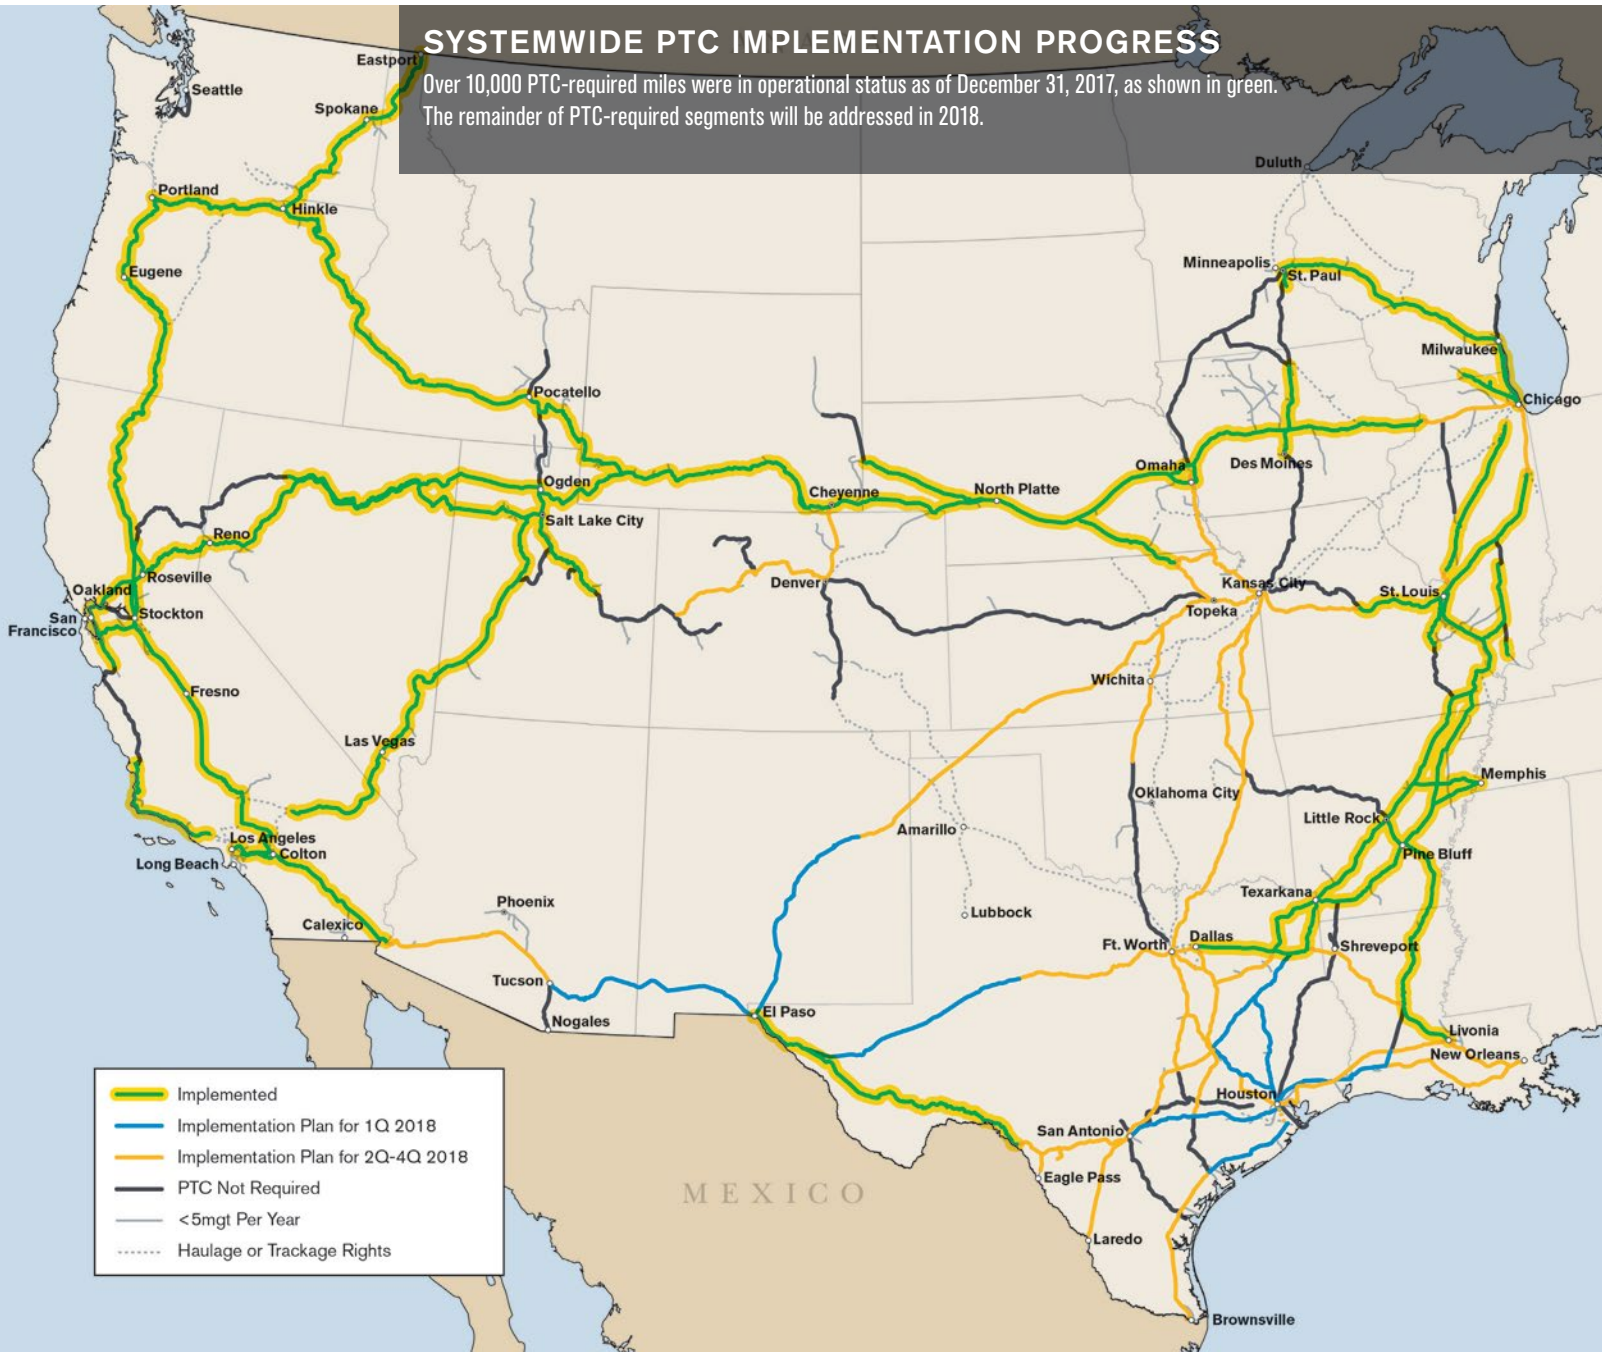 SYSTEMWIDE PTC IMPLEMENTATION PROGRESS
Over 10,000 PTC-required miles were in operational status as of December 31, 2017, as shown in green.
The remainder of PTC-required segments will be addressed in 2018.
Eastport
Seattle
Spokane
Duluth
Portland
Hinkle
Minneapolis
St. Paul
Eugene
Milwaukee
Pocatello
Chicago
Omaha
Des Moines
Ogden
Cheyenne
North Platte
Salt Lake City
Reno
Roseville
Denver
Kansas City
Oakland
St. Louis
San
Francisco
Stockton
Topeka
Wichita
Fresno
Las Vegas
Memphis
Oklahoma City
Little Rock
Amarillo
Los Angeles
Colton
Long Beach
Pine Bluff
Texarkana
Phoenix
Lubbock
Calexico
Ft. Worth
Dallas
Shreveport
Tucson
El Paso
Nogales
Livonia
New Orleans
Houston
San Antonio
Eagle Pass
MEXICO
Laredo
Brownsville
Implemented
Implementation Plan for 1Q 2018
Implementation Plan for 2Q-4Q 2018
PTC Not Required
<5mgt Per Year
Haulage or Trackage Rights